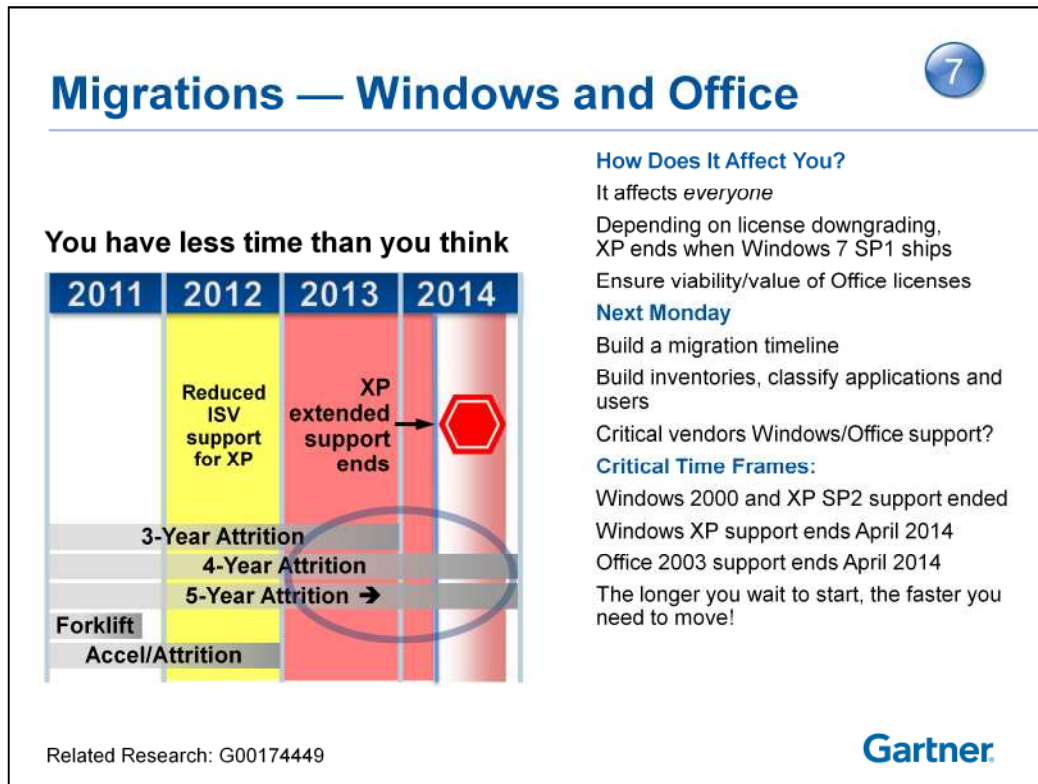 7
Migrations — Windows and Office
You have less time than you think
2011
2012
2013
2014
Reduced
ISV
support
for XP
XP
extended
support
ends
3-Year Attrition
4-Year Attrition
5-Year Attrition ➔
Forklift
Accel/Attrition
How Does It Affect You?
It affects everyone
Depending on license downgrading,
XP ends when Windows 7 SP1 ships
Ensure viability/value of Office licenses
Next Monday
Build a migration timeline
Build inventories, classify applications and
users
Critical vendors Windows/Office support?
Critical Time Frames:
Windows 2000 and XP SP2 support ended
Windows XP support ends April 2014
Office 2003 support ends April 2014
The longer you wait to start, the faster you
need to move!
Related Research: G00174449
Gartner